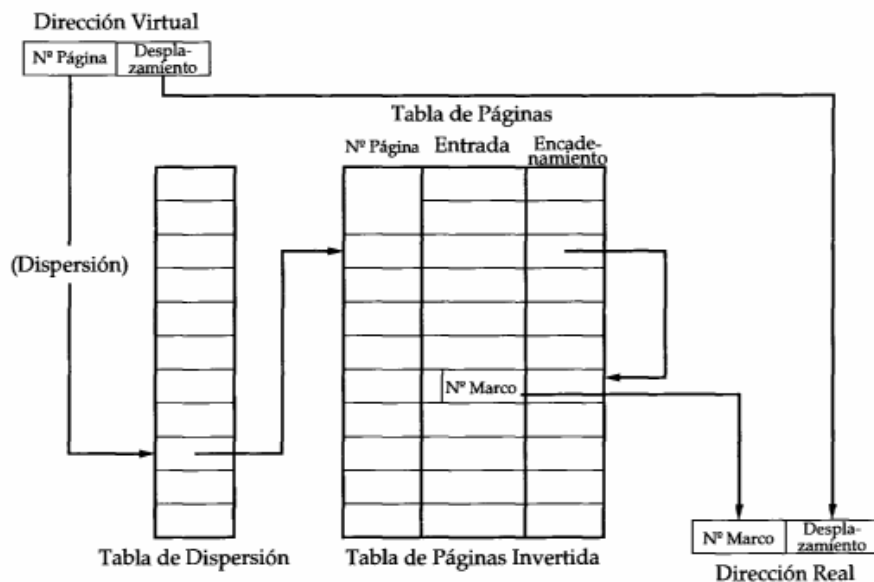 Dirección Virtual
Nº Página
Despla-
zamiento
Tabla de Páginas
Nº Página
Entrada
Encade-
namiento
(Dispersión)
Nº Marco
Tabla de Dispersión
Tabla de Páginas Invertida
Nº Marco
Despla-
zamiento
Dirección Real